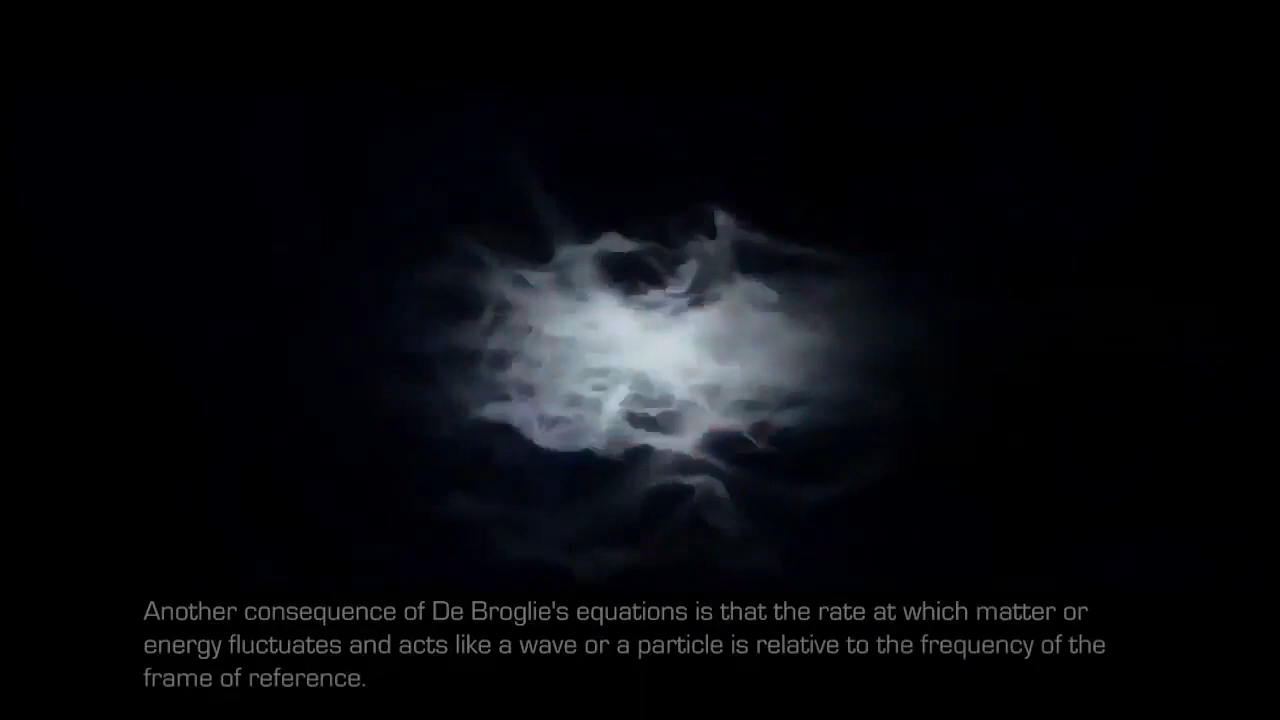 Another consequence of De Broglie's equations is that the rate at which matter or
energy fluctuates and acts like a wave or a particle is relative to the frequency of the
frame of reference.